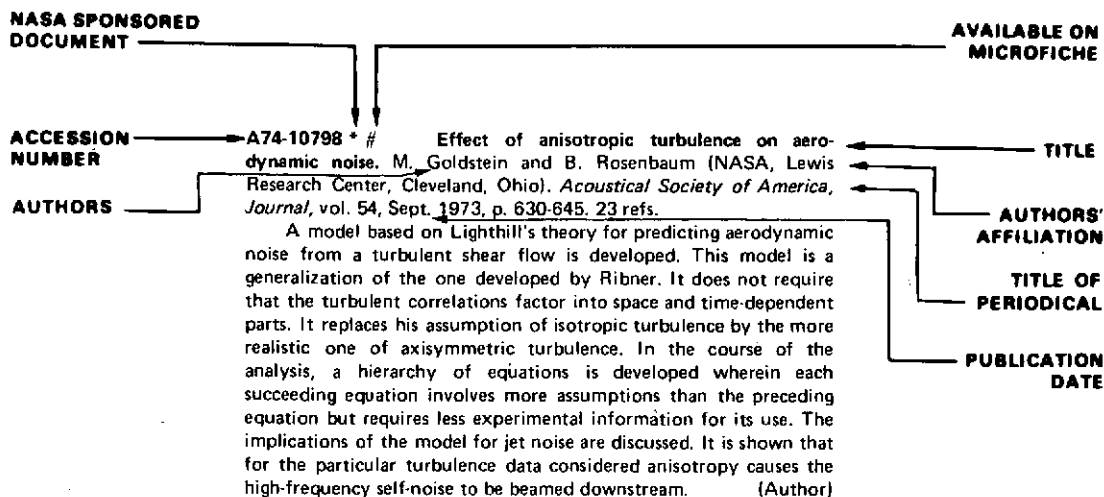 NASA SPONSORED
DOCUMENT
AVAILABLE ON
MICROFICHE
ACCESSION
NUMBER
AUTHORS
A74-10798 * # Effect of anisotropic turbulence on aero-
dynamic noise. M. Goldstein and B. Rosenbaum (NASA, Lewis
Research Center, Cleveland, Ohio). Acoustical Society of America,
Journal, vol. 54, Sept. 1973, p. 630-645. 23 refs.
A model based on Lighthill's theory for predicting aerodynamic
noise from a turbulent shear flow is developed. This model is a
generalization of the one developed by Ribner. It does not require
that the turbulent correlations factor into space and time-dependent
parts. It replaces his assumption of isotropic turbulence by the more
realistic one of axisymmetric turbulence. In the course of the
analysis, a hierarchy of equations is developed wherein each
succeeding equation involves more assumptions than the preceding
equation but requires less experimental information for its use. The
implications of the model for jet noise are discussed. It is shown that
for the particular turbulence data considered anisotropy causes the
high-frequency self-noise to be beamed downstream. (Author)
TITLE
AUTHORS'
AFFILIATION
TITLE OF
PERIODICAL
PUBLICATION
DATE